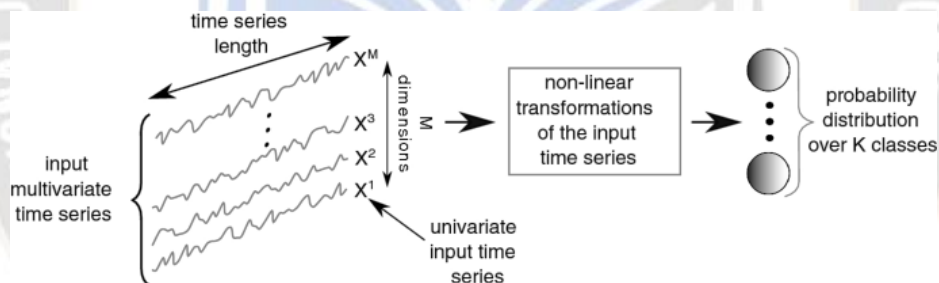 time series
length
X^M
X^3
X^2
X^1
M
dimensions
input
multivariate
time series
univariate
input time
series
non-linear
transformations
of the input
time series
probability
distribution
over K classes